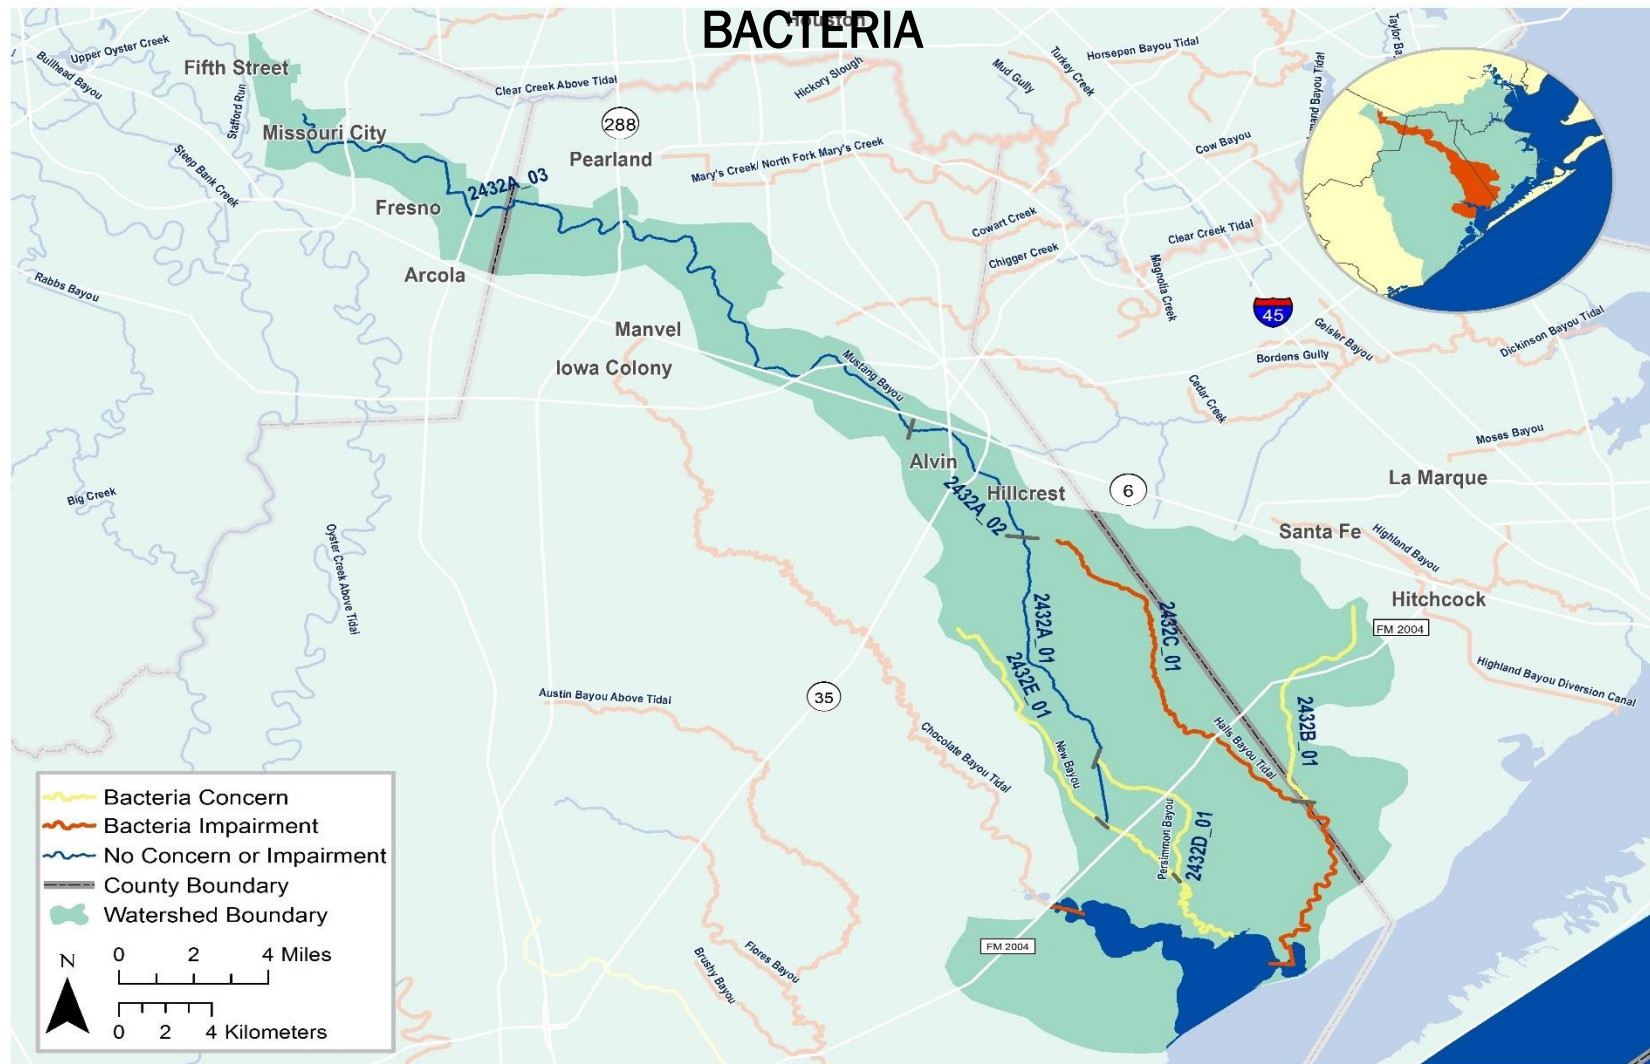 BACTERIA
Houston
Upper Oyster Creek
Bullhead Bayou
Fifth Street
Stafford Run
Clear Creek Above Tidal
Hickory Slough
Mud Gully
Turkey Creek
Horsepen Bayou Tidal
Bayou Tidal
Missouri City
288
Pearland
Steep Bank Creek
2432A_03
Mary's Creek/ North Fork Mary's Creek
Cow Bayou
Fresno
Cowart Creek
Clear Creek Tidal
Chigger Creek
Magnolia Creek
Arcola
Rabbs Bayou
Manvel
Iowa Colony
45
Geisler Bayou
Dickinson Bayou Tidal
Bordens Gully
Mustang Bayou
Cedar Creek
Moses Bayou
Alvin
La Marque
Hillcrest
6
2432A_02
Big Creek
Oyster Creek Above Tidal
Santa Fe
Highland Bayou
Hitchcock
FM 2004
2432A_01
2432C_01
2432E_01
Highland Bayou Diversion Canal
Austin Bayou Above Tidal
35
Chocolate Bayou Tidal
New Bayou
Halls Bayou Tidal
2432B_01
Persimmon Bayou
2432D_01
FM 2004
Flores Bayou
Brushy Bayou
Bacteria Concern
Bacteria Impairment
No Concern or Impairment
County Boundary
Watershed Boundary
N
0 2 4 Miles
0 2 4 Kilometers